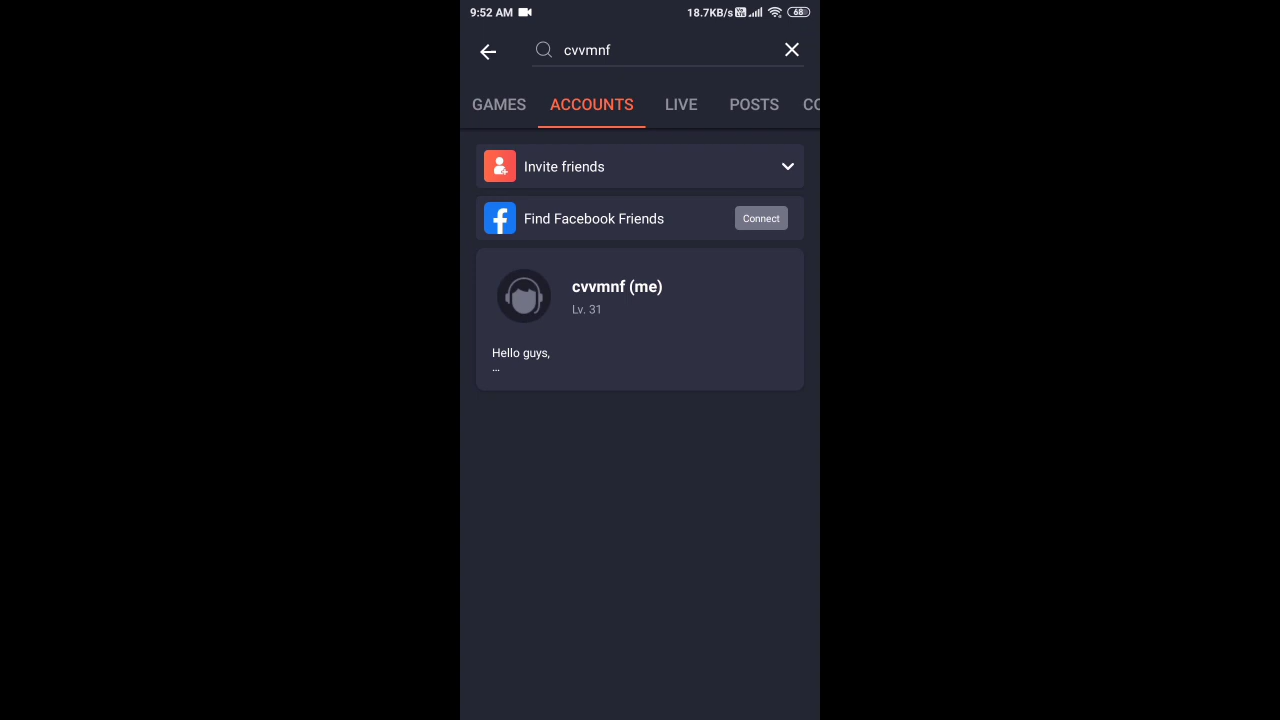 9:52 AM 18.7KB/s 68
cvvmnf
GAMES ACCOUNTS LIVE POSTS CO
Invite friends
Find Facebook Friends Connect
cvvmnf (me)
Lv. 31
Hello guys,
...